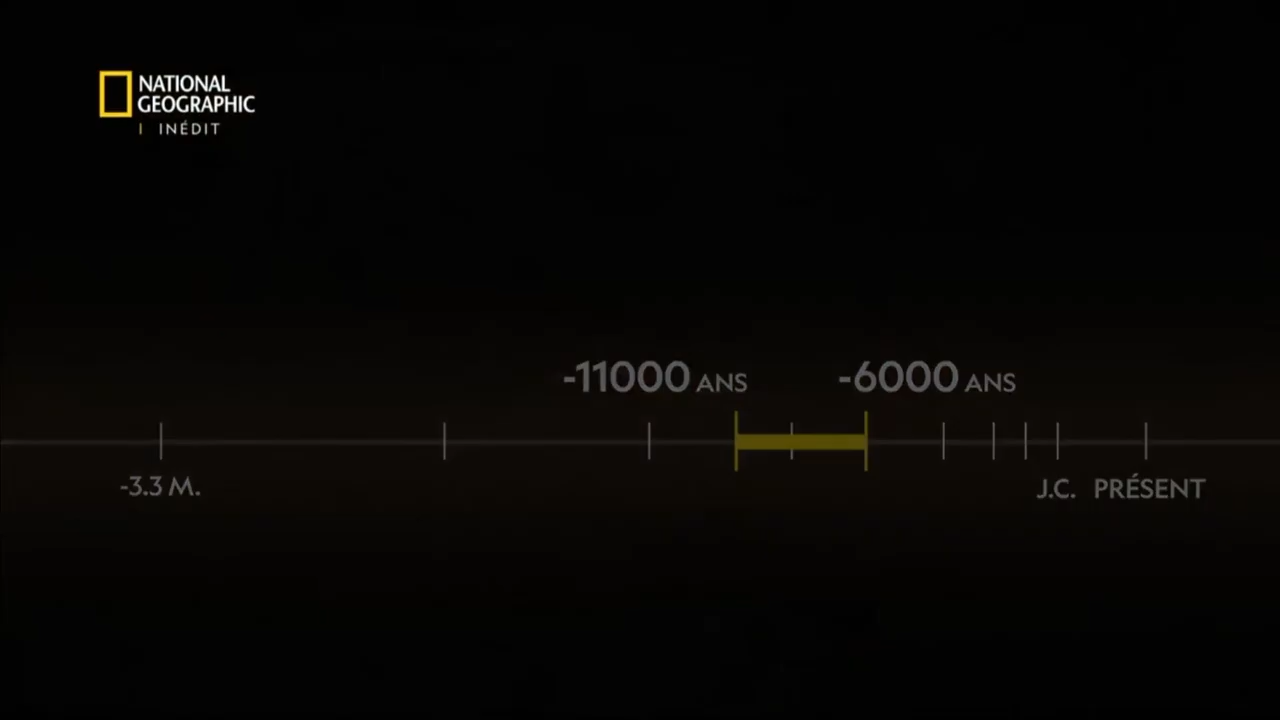 NATIONAL
GEOGRAPHIC
| INÉDIT
-11000 ANS
-6000 ANS
-3.3 M.
J.C.
PRÉSENT